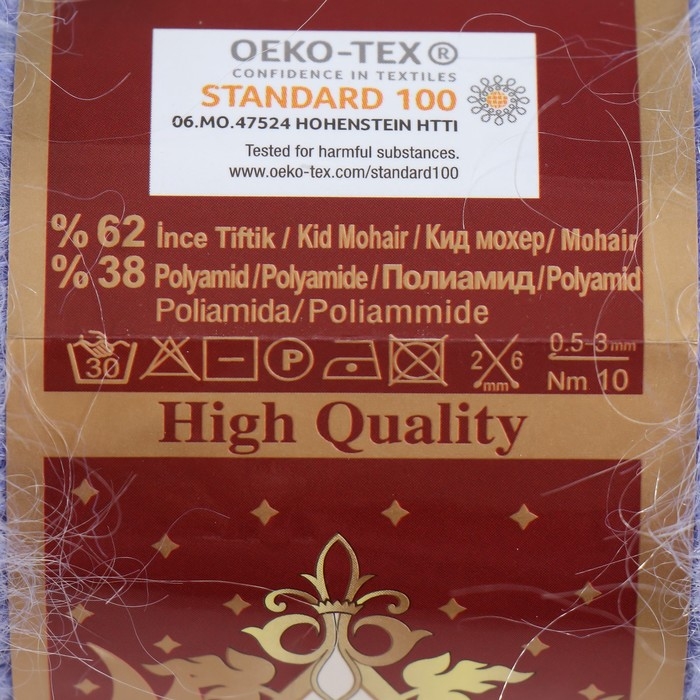 OEKO-TEX®
CONFIDENCE IN TEXTILES
STANDARD 100
06.MO.47524 HOHENSTEIN HTTI
Tested for harmful substances.
www.oeko-tex.com/standard100
% 62 İnce Tiftik / Kid Mohair / Кид мохер/ Mohair
% 38 Polyamid/Polyamide/Полиамид/Polyamid
Poliamida/Poliammide
30 P 2 6 mm 0.5-3 mm
Nm 10
High Quality